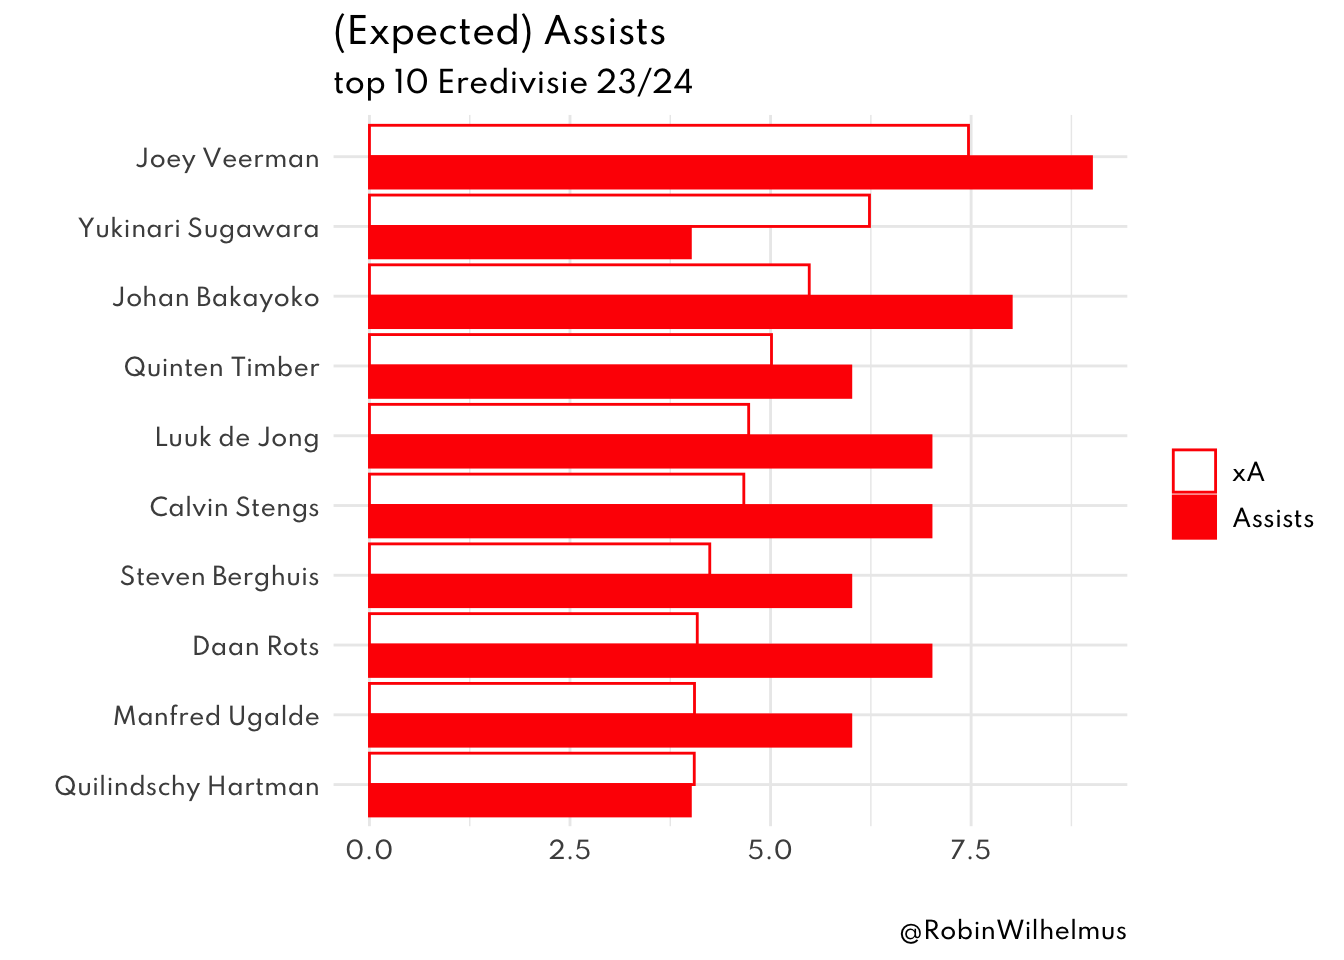 (Expected) Assists
top 10 Eredivisie 23/24
Joey Veerman
Yukinari Sugawara
Johan Bakayoko
Quinten Timber
Luuk de Jong
Calvin Stengs
Steven Berghuis
Daan Rots
Manfred Ugalde
Quilindschy Hartman
0.0 2.5 5.0 7.5
xA
Assists
@RobinWilhelmus